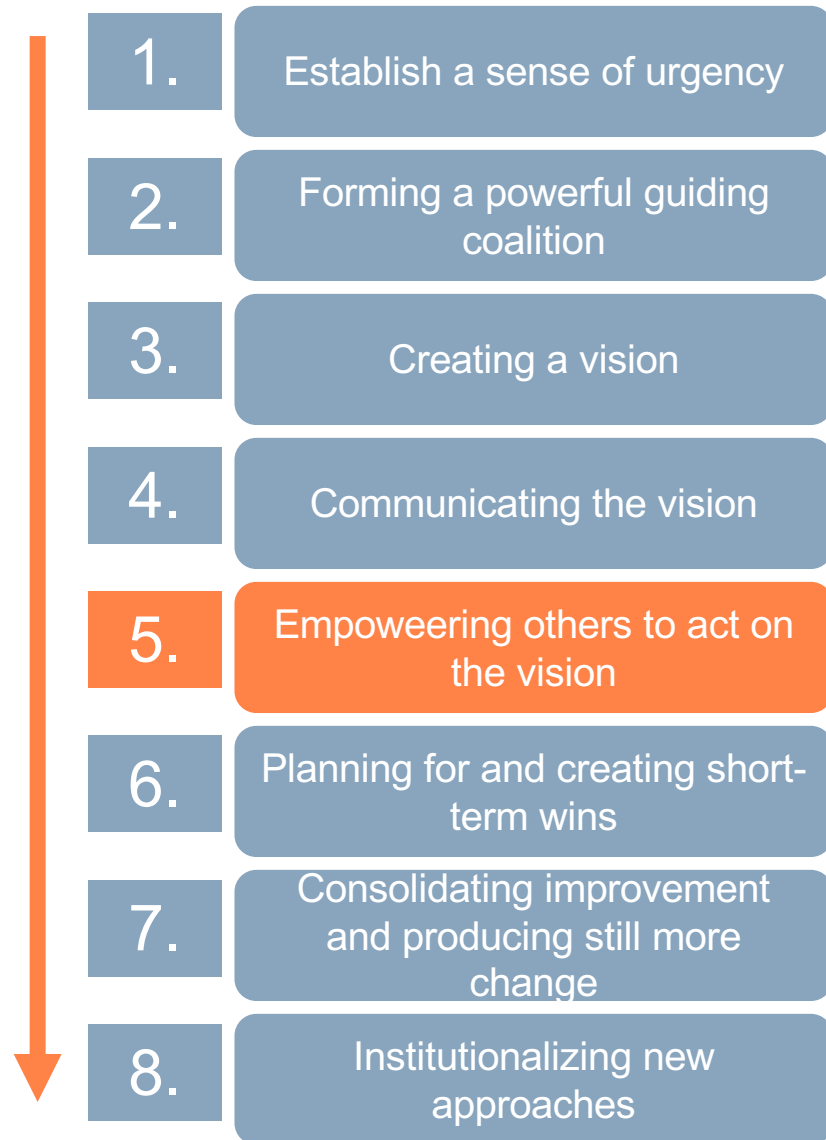 1.
Establish a sense of urgency
2.
Forming a powerful guiding
coalition
3.
Creating a vision
4.
Communicating the vision
5.
Empoweering others to act on
the vision
6.
Planning for and creating short-
term wins
7.
Consolidating improvement
and producing still more
change
8.
Institutionalizing new
approaches